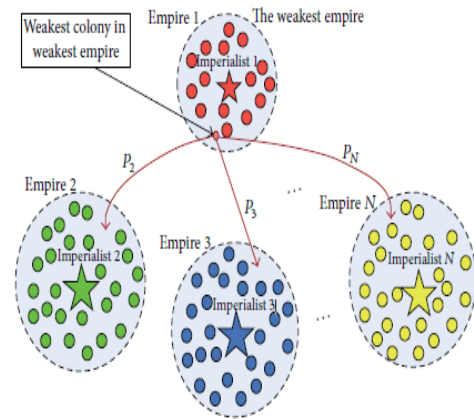 Weakest colony in
weakest empire
Empire 1
The weakest empire
Imperialist 1
P2
P3
PN
...
Empire 2
Imperialist 2
Empire 3
Imperialist 3
...
Empire N
Imperialist N